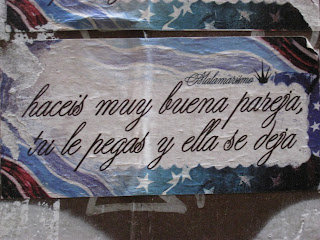 Malamarismo
haceis muy buena pareja,
tu le pegas y ella se deja